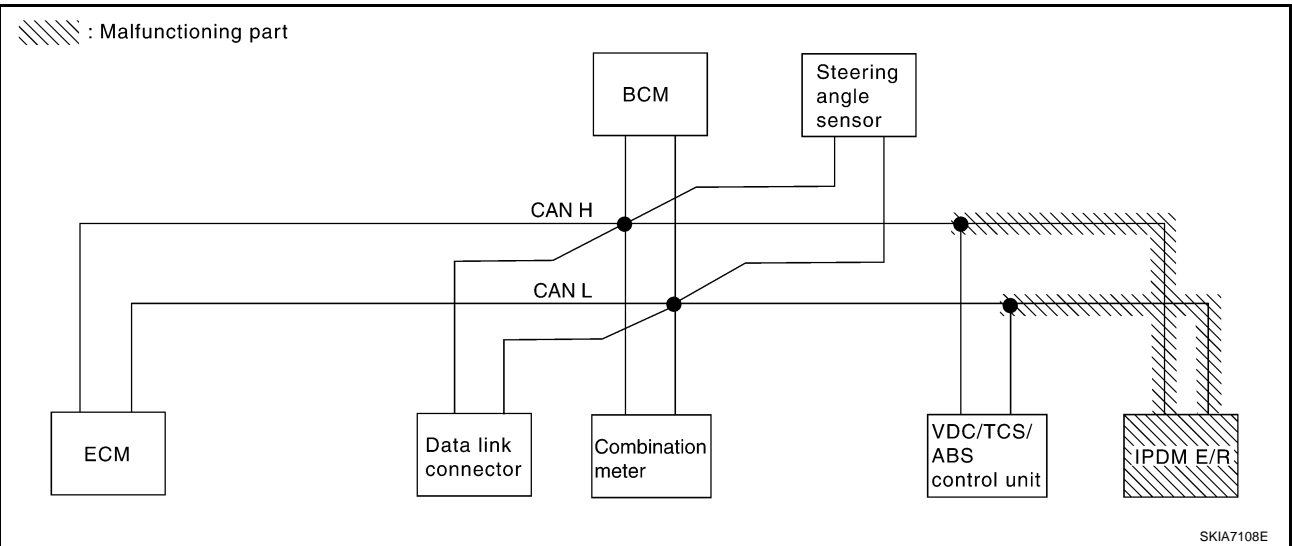 : Malfunctioning part
BCM
Steering
angle
sensor
CAN H
CAN L
ECM
Data link
connector
Combination
meter
VDC/TCS/
ABS
control unit
IPDM E/R
SKIA7108E